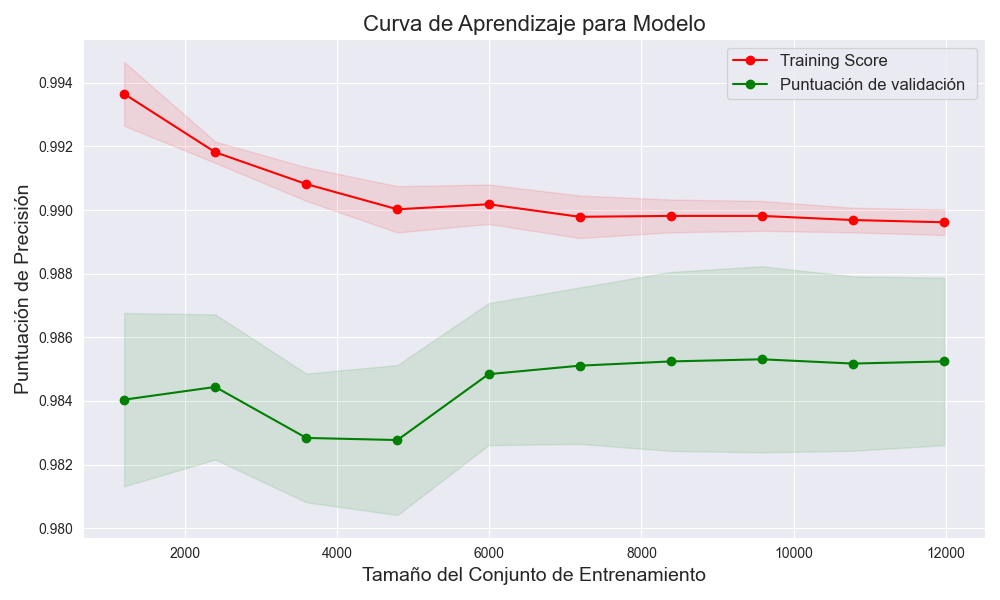 Curva de Aprendizaje para Modelo
Training Score
Puntuación de validación
Puntuación de Precisión
0.994
0.992
0.990
0.988
0.986
0.984
0.982
0.980
2000
4000
6000
8000
10000
12000
Tamaño del Conjunto de Entrenamiento